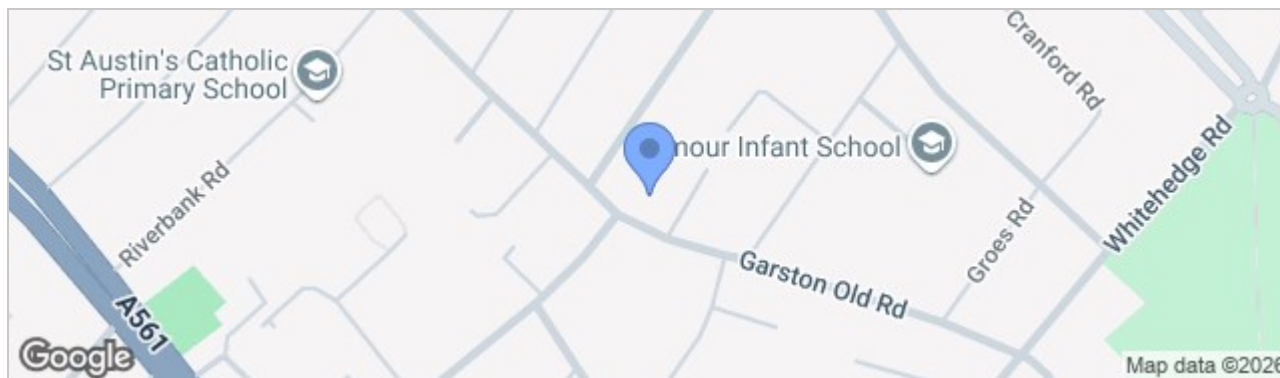 St Austin's Catholic
Primary School
Cranford Rd
mour Infant School
Whitehedge Rd
Riverbank Rd
Groes Rd
Garston Old Rd
A561
Google
Map data ©2026